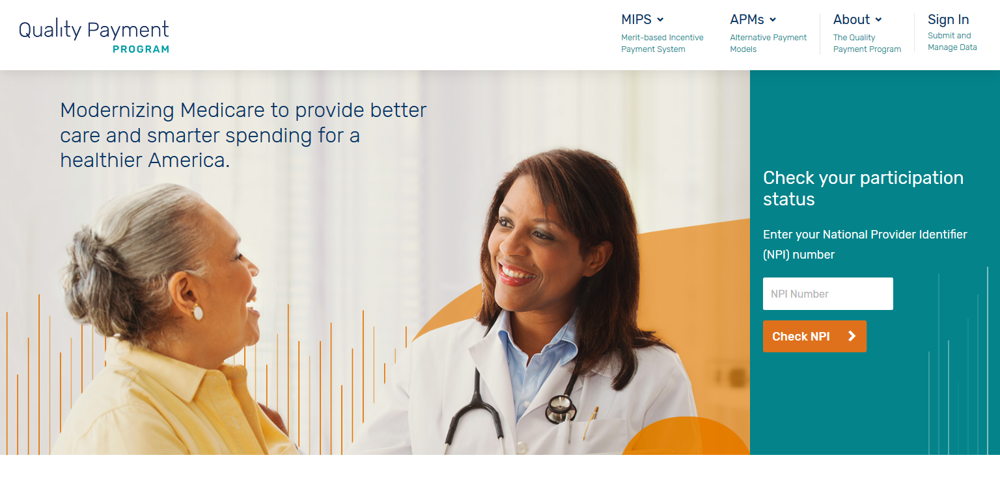 Quality Payment
PROGRAM
MIPS
Merit-based Incentive
Payment System
APMs
Alternative Payment
Models
About
The Quality
Payment Program
Sign In
Submit and
Manage Data
Modernizing Medicare to provide better
care and smarter spending for a
healthier America.
Check your participation
status
Enter your National Provider Identifier
(NPI) number
NPI Number
Check NPI